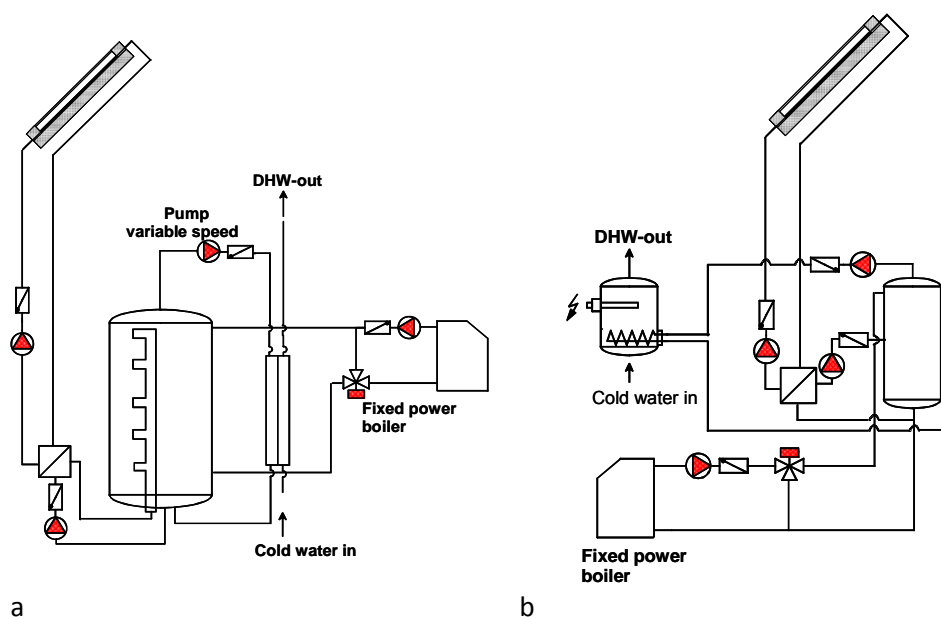 DHW-out
Pump
variable speed
Fixed power
boiler
Cold water in
a
DHW-out
Cold water in
Fixed power
boiler
b